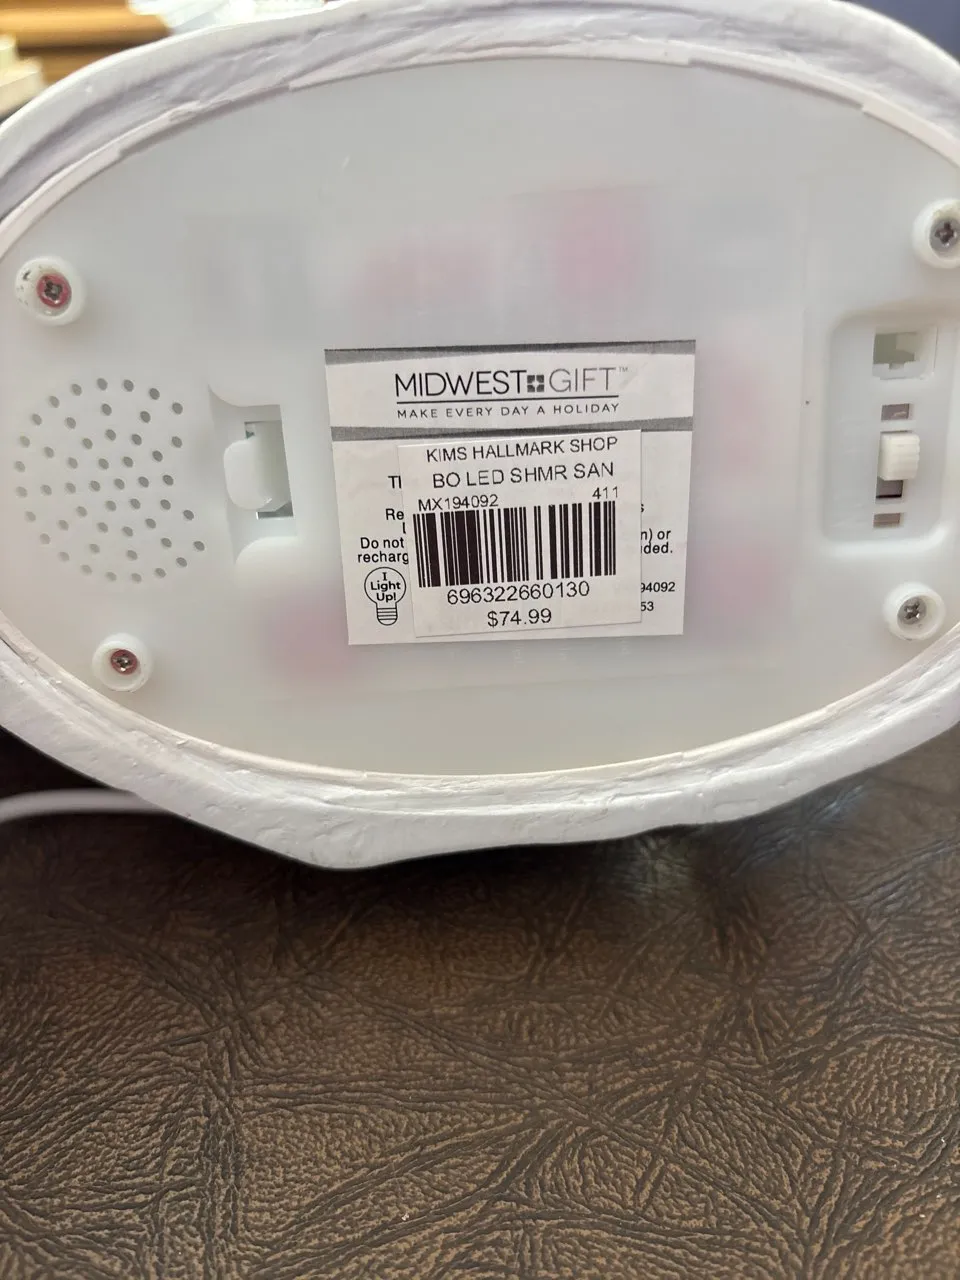 MIDWEST GIFT™
MAKE EVERY DAY A HOLIDAY
KIMS HALLMARK SHOP
BO LED SHMR SAN
MX194092 411
696322660130
$74.99
Do not
n) or
recharg
ded.
I
Light
Up!
94092
53